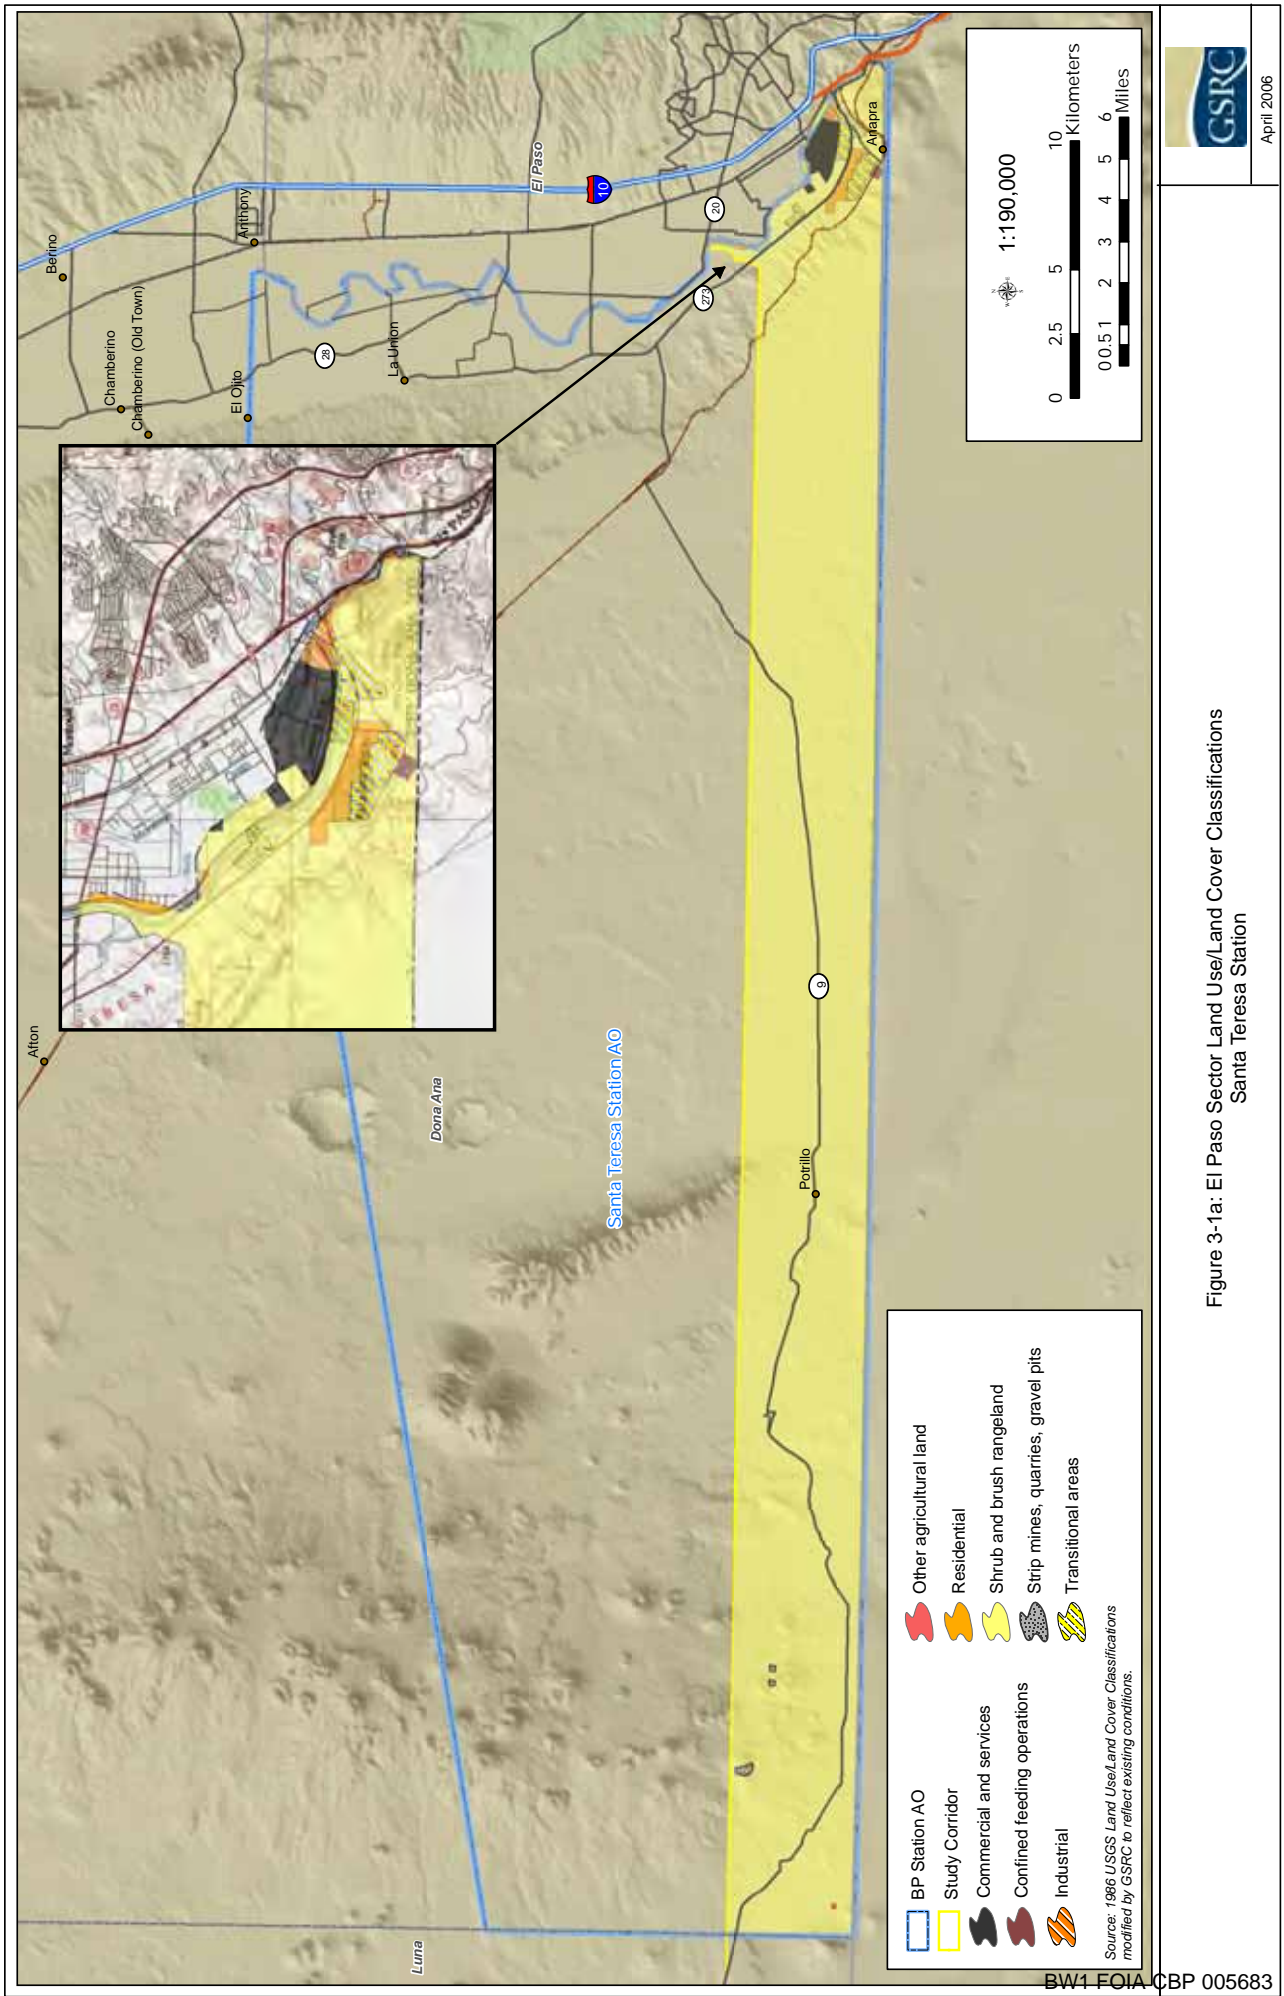 Berino
Chamberino
Chamberino (Old Town)
Anthony
El Ojito
La Union
Afton
El Paso
10
20
28
273
9
Anapra
Potrillo
Dona Ana
Luna
Santa Teresa Station AO
EL PASO
1:190,000
0 2.5 5 10
Kilometers
0 0.5 1 2 3 4 5 6
Miles
BP Station AO
Study Corridor
Commercial and services
Confined feeding operations
Industrial
Other agricultural land
Residential
Shrub and brush rangeland
Strip mines, quarries, gravel pits
Transitional areas
Source: 1986 USGS Land Use/Land Cover Classifications
modified by GSRC to reflect existing conditions.
Figure 3-1a: El Paso Sector Land Use/Land Cover Classifications
Santa Teresa Station
GSRC
April 2006
BW1 FOIA CBP 005683